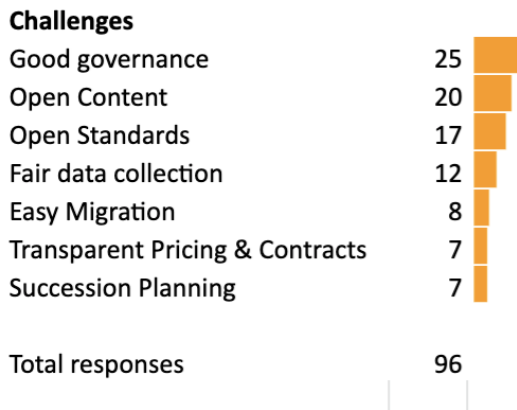 Challenges
Good governance 25
Open Content 20
Open Standards 17
Fair data collection 12
Easy Migration 8
Transparent Pricing & Contracts 7
Succession Planning 7
Total responses 96